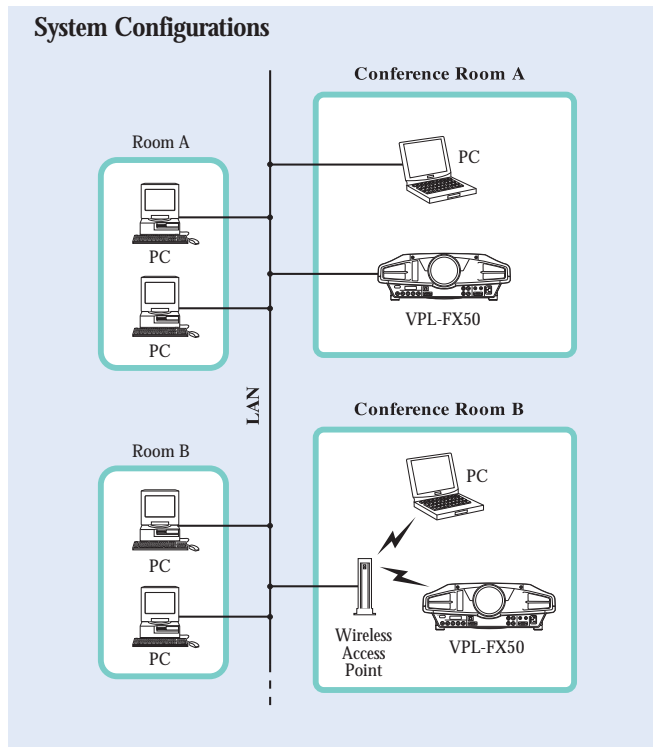 System Configurations
Conference Room A
Room A
PC
PC
PC
VPL-FX50
PC
LAN
Conference Room B
Room B
PC
PC
PC
Wireless
Access
Point
VPL-FX50